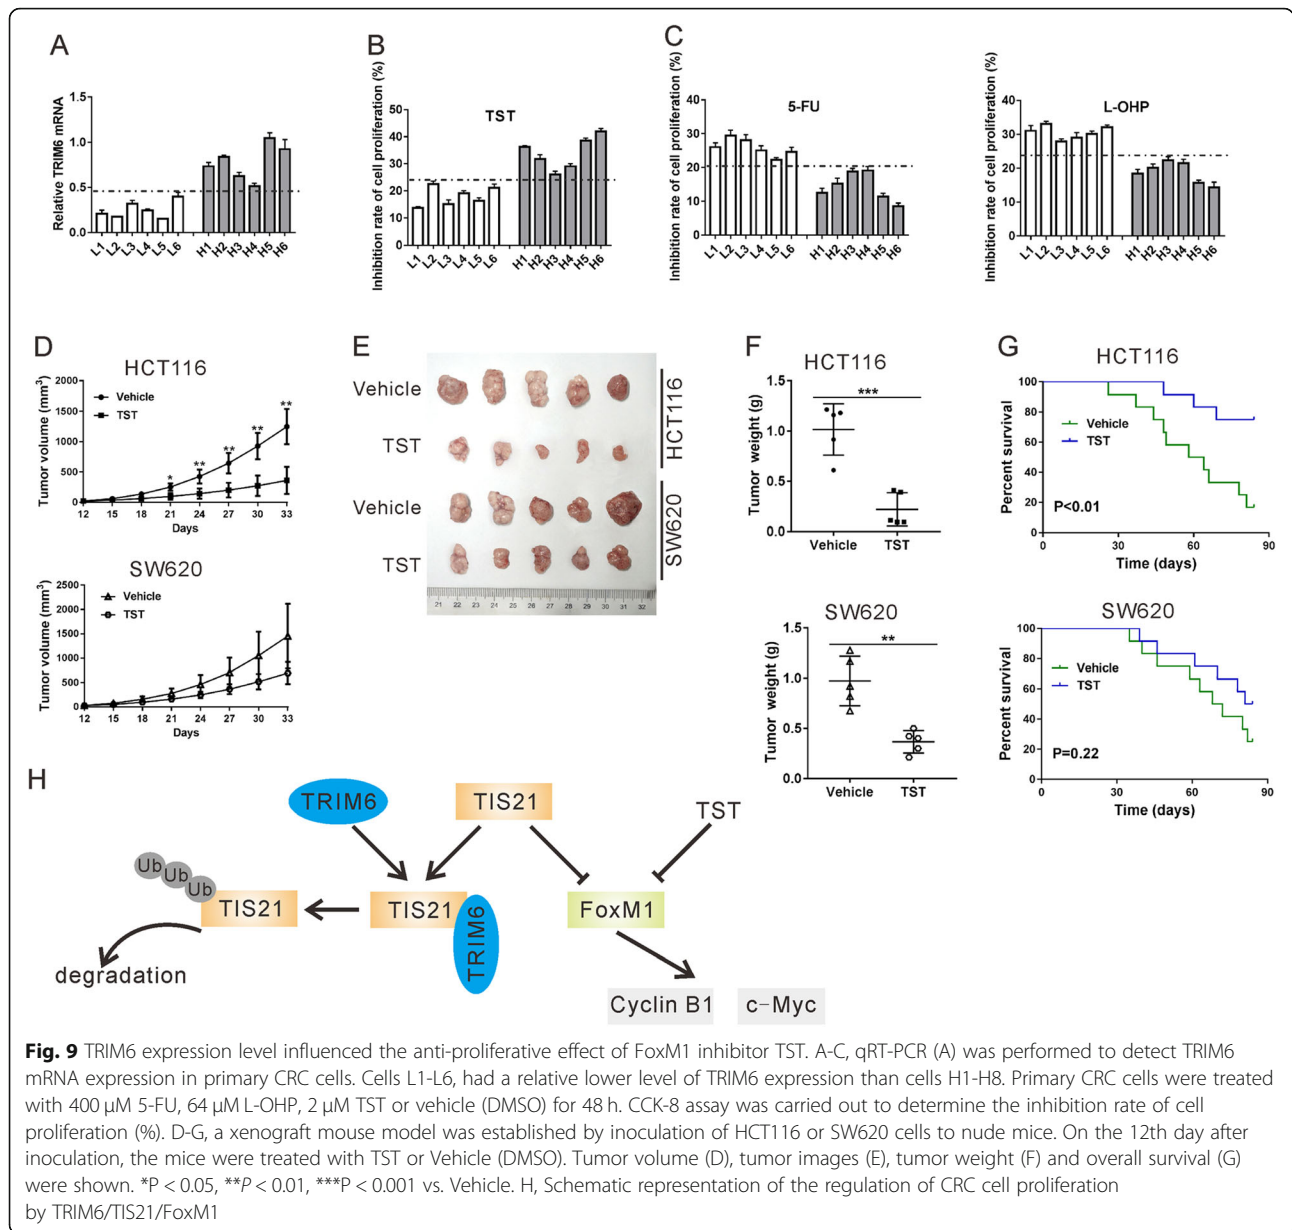 A
Relative TRIM6 mRNA
1.5
1.0
0.5
0.0
L1 L2 L3 L4 L5 L6 H1 H2 H3 H4 H5 H6
B
Inhibition rate of cell proliferation (%)
TST
50
40
30
20
10
0
L1 L2 L3 L4 L5 L6 H1 H2 H3 H4 H5 H6
C
Inhibition rate of cell proliferation (%)
5-FU
40
30
20
10
0
L1 L2 L3 L4 L5 L6 H1 H2 H3 H4 H5 H6
Inhibition rate of cell proliferation (%)
L-OHP
40
30
20
10
0
L1 L2 L3 L4 L5 L6 H1 H2 H3 H4 H5 H6
D
HCT116
Tumor volume (mm³)
2000
1500
1000
500
0
Vehicle
TST
* ** ** ** **
12 15 18 21 24 27 30 33
Days
SW620
Tumor volume (mm³)
2500
2000
1500
1000
500
0
Vehicle
TST
12 15 18 21 24 27 30 33
Days
E
Vehicle
TST
HCT116
Vehicle
TST
SW620
21 22 23 24 25 26 27 28 29 30 31 32
F
HCT116
Tumor weight (g)
1.5
1.0
0.5
0.0
***
Vehicle TST
SW620
Tumor weight (g)
1.5
1.0
0.5
0.0
**
Vehicle TST
G
HCT116
Percent survival
100
80
60
40
20
0
Vehicle
TST
P<0.01
0 30 60 90
Time (days)
SW620
Percent survival
100
80
60
40
20
0
Vehicle
TST
P=0.22
0 30 60 90
Time (days)
H
TRIM6
TIS21
TST
Ub
Ub
Ub
TIS21
TIS21
TRIM6
FoxM1
degradation
Cyclin B1
c-Myc
Fig. 9 TRIM6 expression level influenced the anti-proliferative effect of FoxM1 inhibitor TST. A-C, qRT-PCR (A) was performed to detect TRIM6
mRNA expression in primary CRC cells. Cells L1-L6, had a relative lower level of TRIM6 expression than cells H1-H8. Primary CRC cells were treated
with 400 μM 5-FU, 64 μM L-OHP, 2 μM TST or vehicle (DMSO) for 48 h. CCK-8 assay was carried out to determine the inhibition rate of cell
proliferation (%). D-G, a xenograft mouse model was established by inoculation of HCT116 or SW620 cells to nude mice. On the 12th day after
inoculation, the mice were treated with TST or Vehicle (DMSO). Tumor volume (D), tumor images (E), tumor weight (F) and overall survival (G)
were shown. *P < 0.05, **P < 0.01, ***P < 0.001 vs. Vehicle. H, Schematic representation of the regulation of CRC cell proliferation
by TRIM6/TIS21/FoxM1